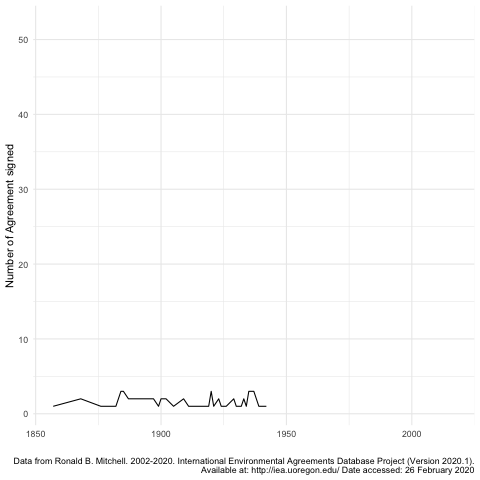 50
40
30
20
10
0
Number of Agreement signed
1850 1900 1950 2000
Data from Ronald B. Mitchell. 2002-2020. International Environmental Agreements Database Project (Version 2020.1).
Available at: http://iea.uoregon.edu/ Date accessed: 26 February 2020